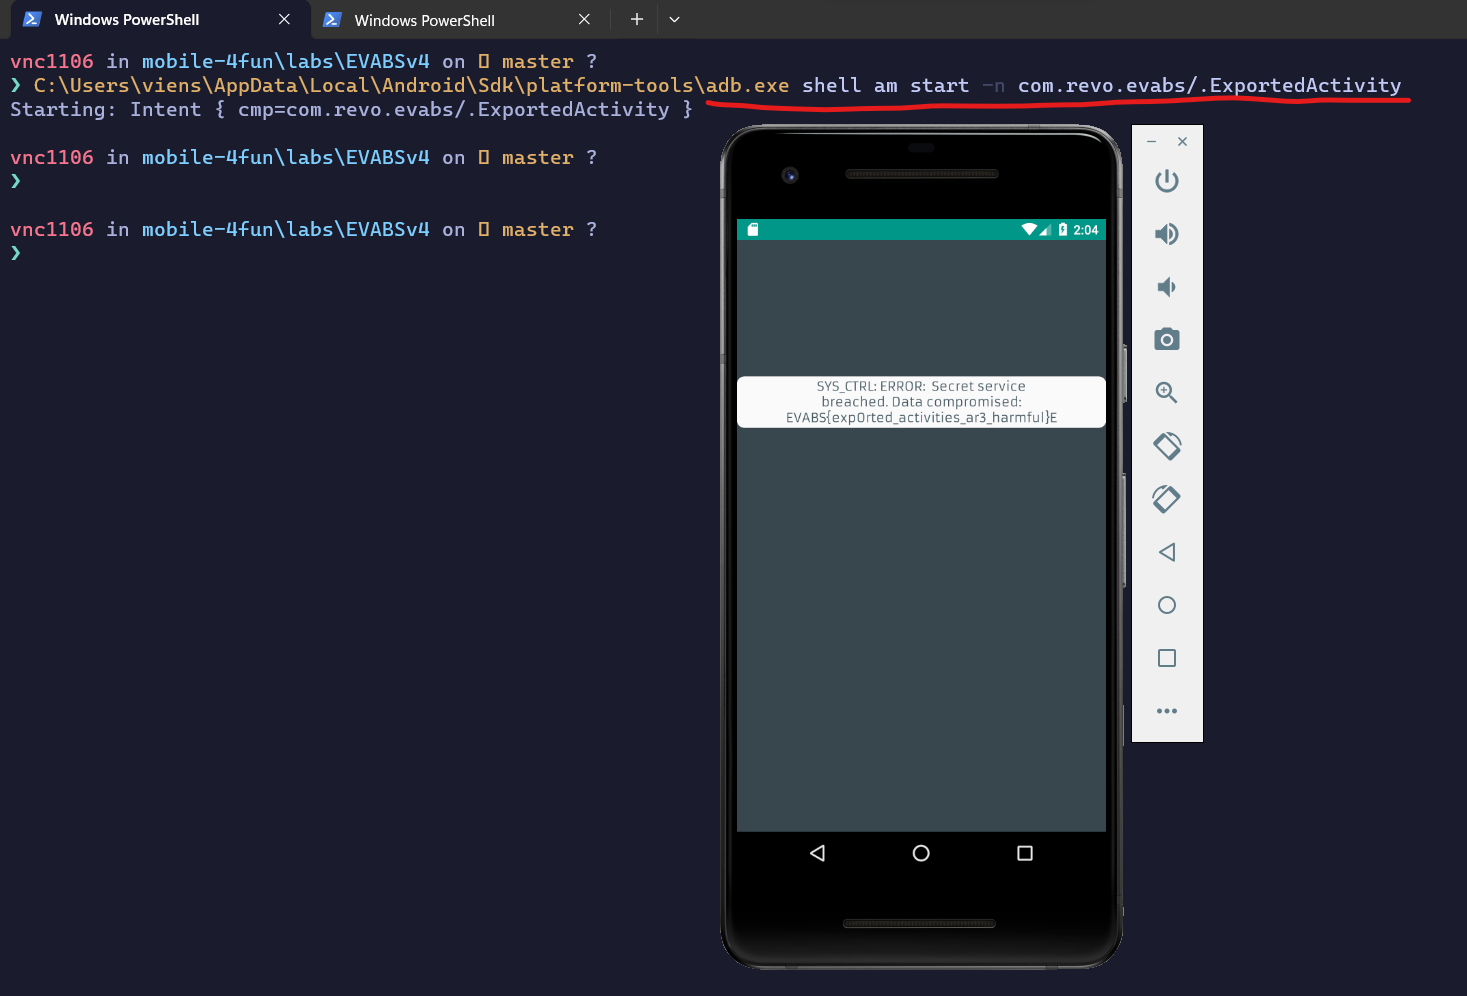 Windows PowerShell
Windows PowerShell
vnc1106 in mobile-4fun\labs\EVABSv4 on master ?
❯ C:\Users\viens\AppData\Local\Android\Sdk\platform-tools\adb.exe shell am start -n com.revo.evabs/.ExportedActivity
Starting: Intent { cmp=com.revo.evabs/.ExportedActivity }
vnc1106 in mobile-4fun\labs\EVABSv4 on master ?
❯
vnc1106 in mobile-4fun\labs\EVABSv4 on master ?
❯
2:04
SYS_CTRL: ERROR: Secret service
breached. Data compromised:
EVABS{exp0rted_activities_ar3_harmful}E